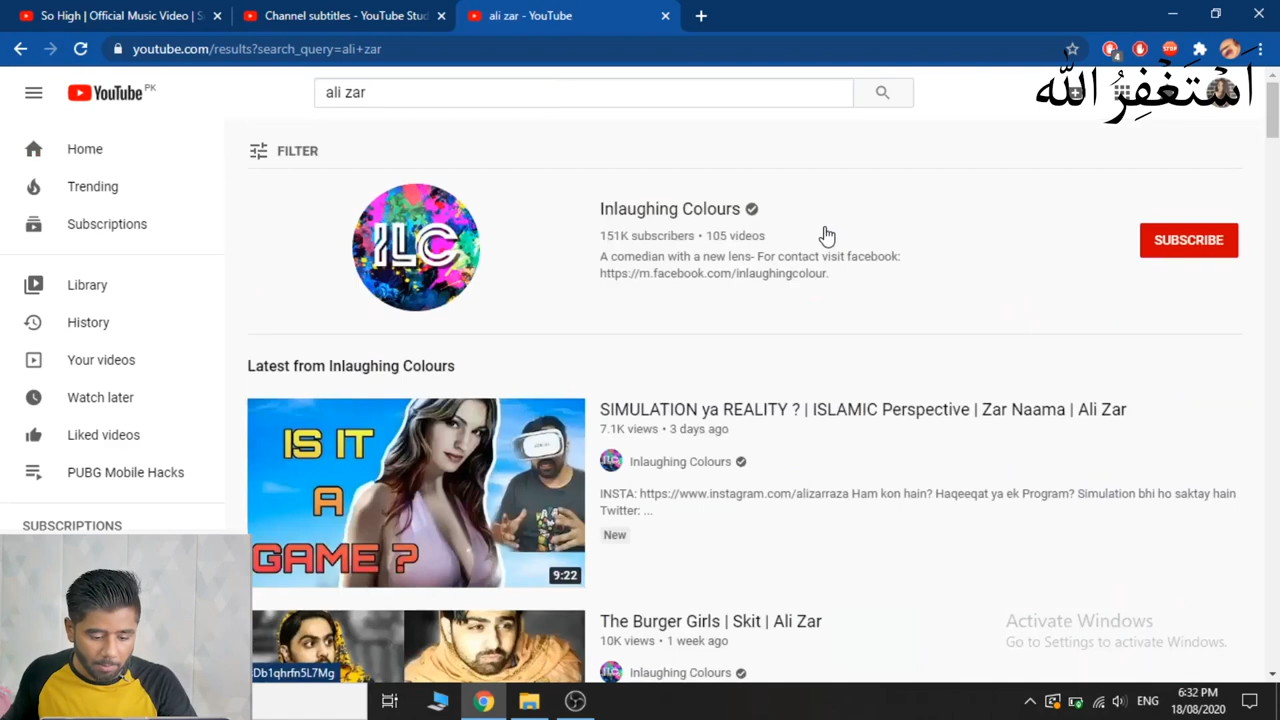 So High | Official Music Video | S
Channel subtitles - YouTube Stud
ali zar - YouTube
youtube.com/results?search_query=ali+zar
YouTube PK
ali zar
أَسْتَغْفِرُ اللّٰه
Home
Trending
Subscriptions
Library
History
Your videos
Watch later
Liked videos
PUBG Mobile Hacks
SUBSCRIPTIONS
FILTER
ILC
Inlaughing Colours
151K subscribers • 105 videos
A comedian with a new lens- For contact visit facebook:
https://m.facebook.com/inlaughingcolour.
SUBSCRIBE
Latest from Inlaughing Colours
IS IT
A
GAME ?
9:22
SIMULATION ya REALITY ? | ISLAMIC Perspective | Zar Naama | Ali Zar
7.1K views • 3 days ago
Inlaughing Colours
INSTA: https://www.instagram.com/alizarraza Ham kon hain? Haqeeqat ya ek Program? Simulation bhi ho saktay hain
Twitter: ...
New
The Burger Girls | Skit | Ali Zar
10K views • 1 week ago
Inlaughing Colours
Db1qhrfn5L7Mg
Activate Windows
Go to Settings to activate Windows.
ENG
6:32 PM
18/08/2020